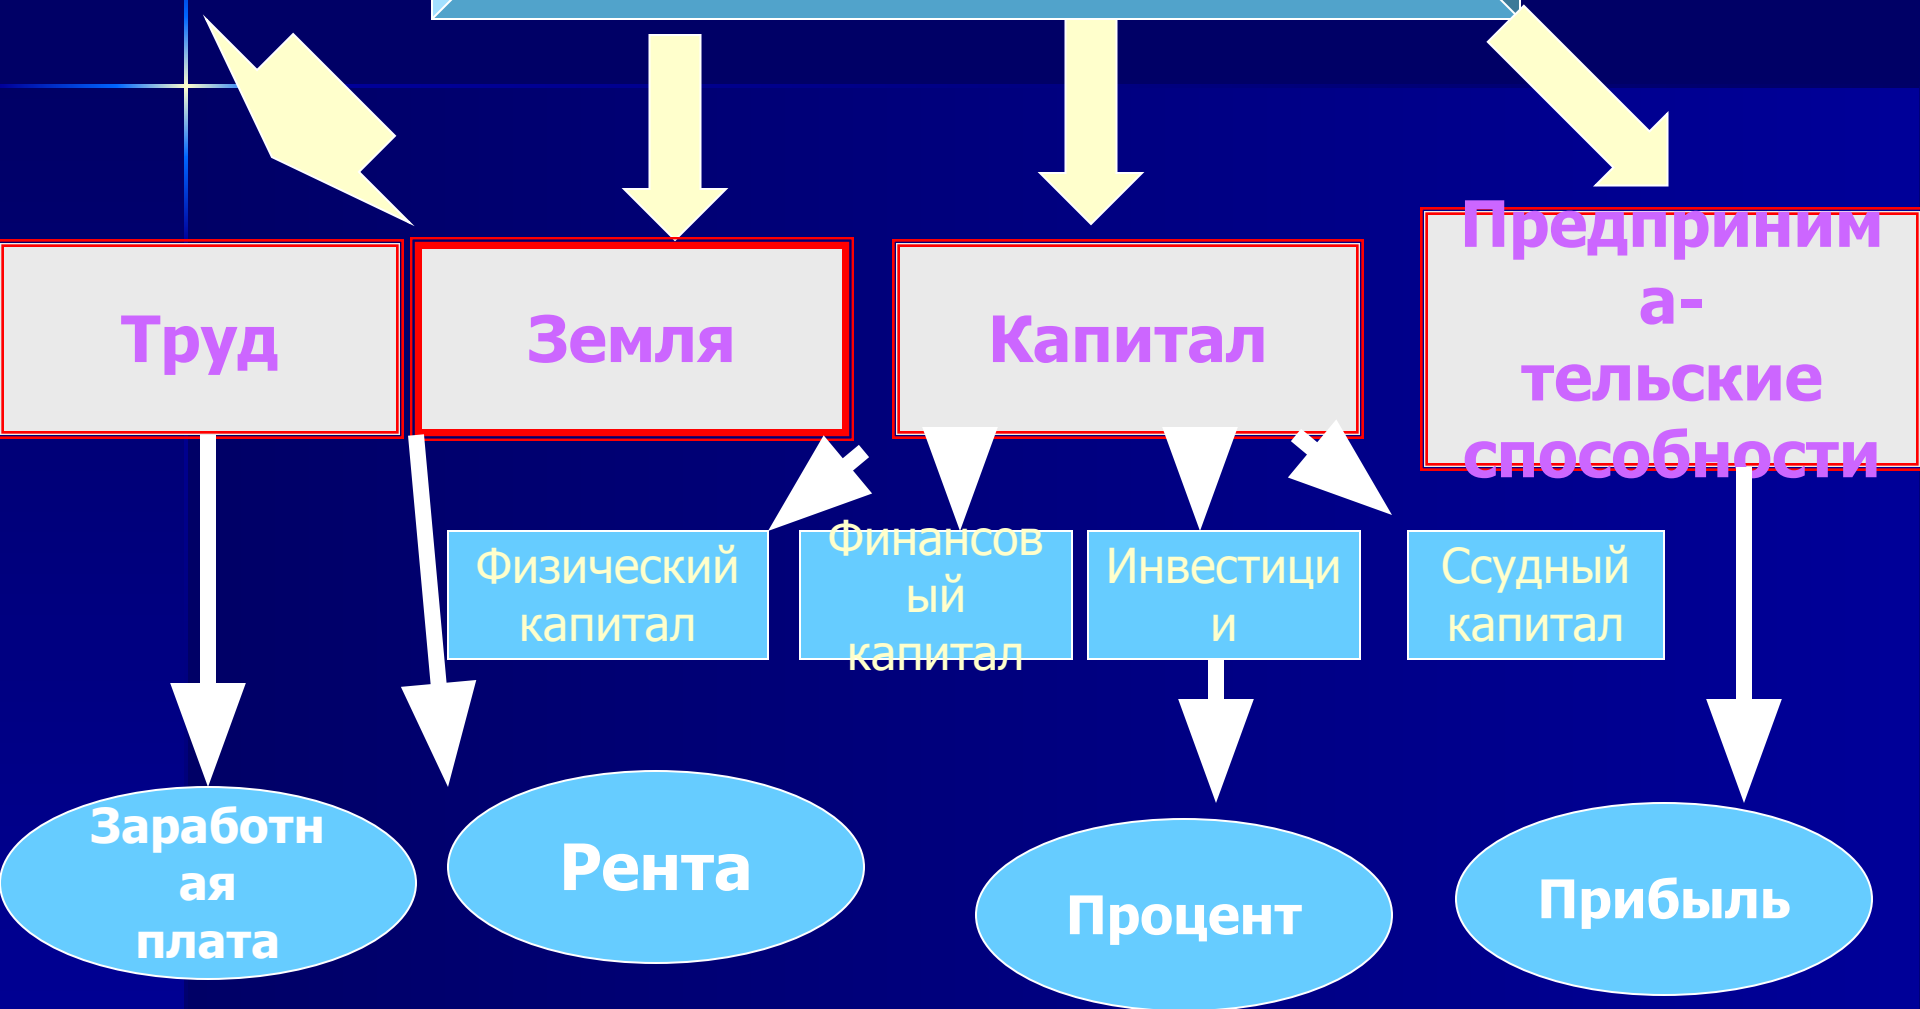 Труд
Земля
Капитал
Предприним
а-
тельские
способности
Физический
капитал
Финансов
ый
капитал
Инвестици
и
Ссудный
капитал
Заработн
ая
плата
Рента
Процент
Прибыль